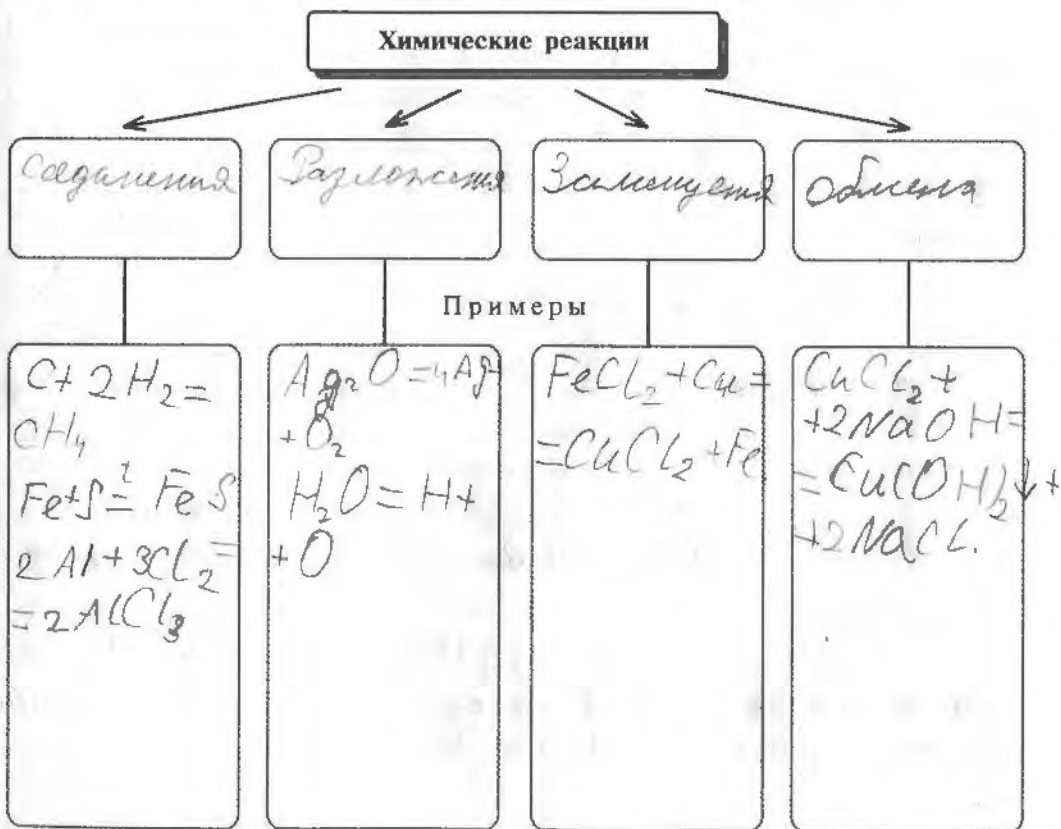 Химические реакции
Соединения
Разложения
Замещения
Обмена
Примеры
C+ 2H₂=
CH₄
Fe+S =ᵗ FeS
2Al+3Cl₂=
=2AlCl₃
Ag₂O=4Ag
+O₂
H₂O=H+
+O
FeCl₂+Cu=
=CuCl₂+Fe
CuCl₂+
+2NaOH=
=Cu(OH)₂↓+
+2NaCl.